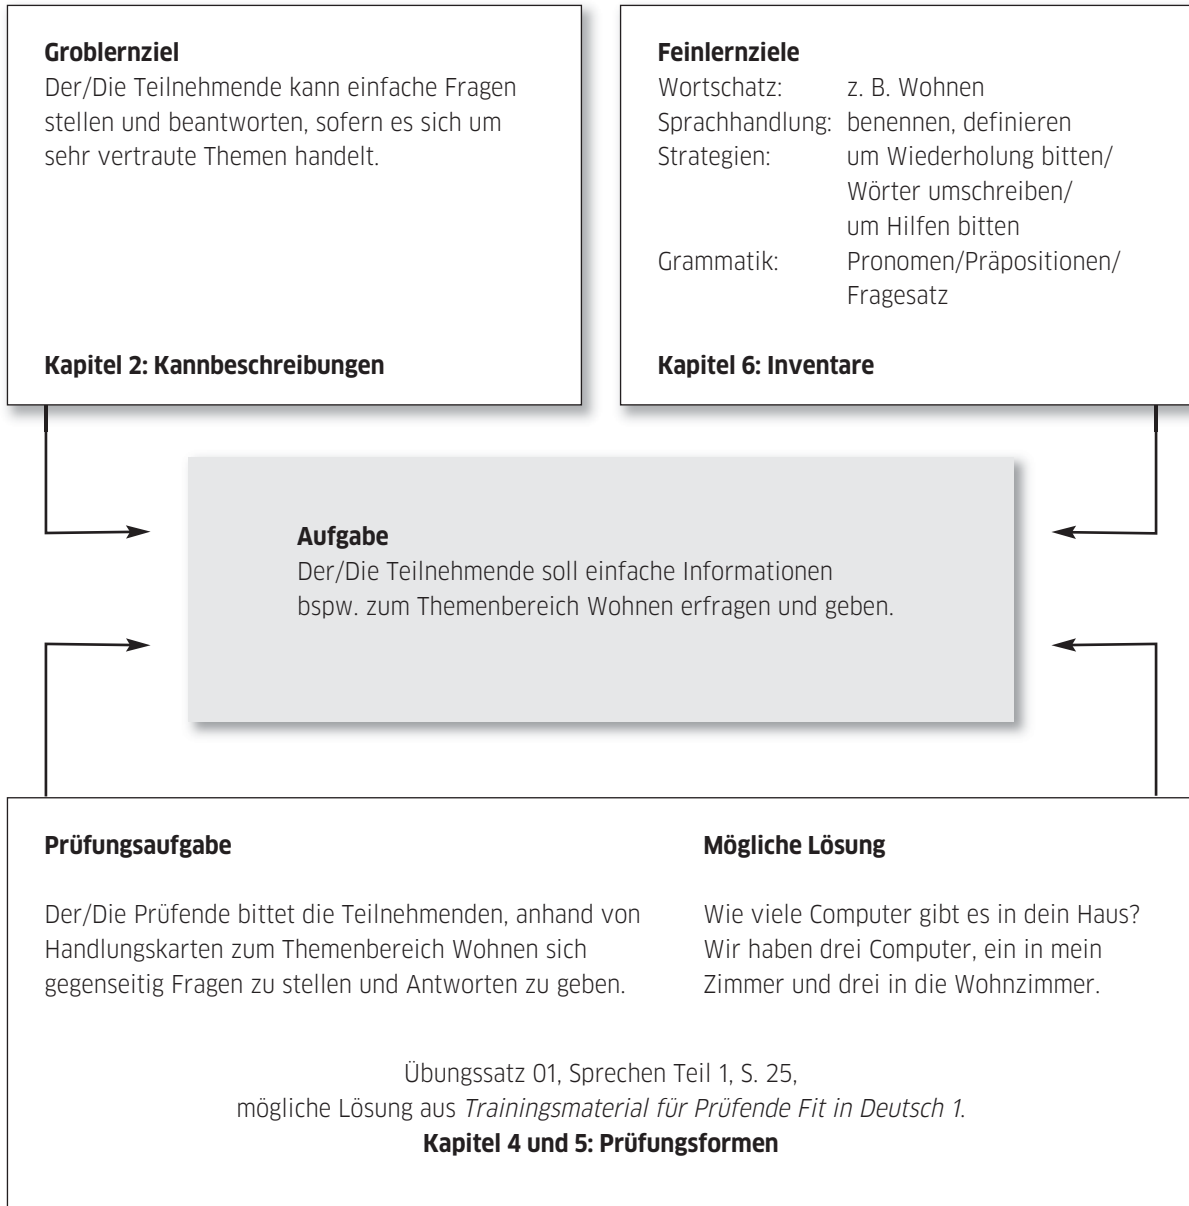 Groblernziel
Der/Die Teilnehmende kann einfache Fragen
stellen und beantworten, sofern es sich um
sehr vertraute Themen handelt.
Kapitel 2: Kannbeschreibungen
Feinlernziele
Wortschatz: z. B. Wohnen
Sprachhandlung: benennen, definieren
Strategien: um Wiederholung bitten/
Wörter umschreiben/
um Hilfen bitten
Grammatik: Pronomen/Präpositionen/
Fragesatz
Kapitel 6: Inventare
Aufgabe
Der/Die Teilnehmende soll einfache Informationen
bspw. zum Themenbereich Wohnen erfragen und geben.
Prüfungsaufgabe
Der/Die Prüfende bittet die Teilnehmenden, anhand von
Handlungskarten zum Themenbereich Wohnen sich
gegenseitig Fragen zu stellen und Antworten zu geben.
Mögliche Lösung
Wie viele Computer gibt es in dein Haus?
Wir haben drei Computer, ein in mein
Zimmer und drei in die Wohnzimmer.
Übungssatz 01, Sprechen Teil 1, S. 25,
mögliche Lösung aus Trainingsmaterial für Prüfende Fit in Deutsch 1.
Kapitel 4 und 5: Prüfungsformen